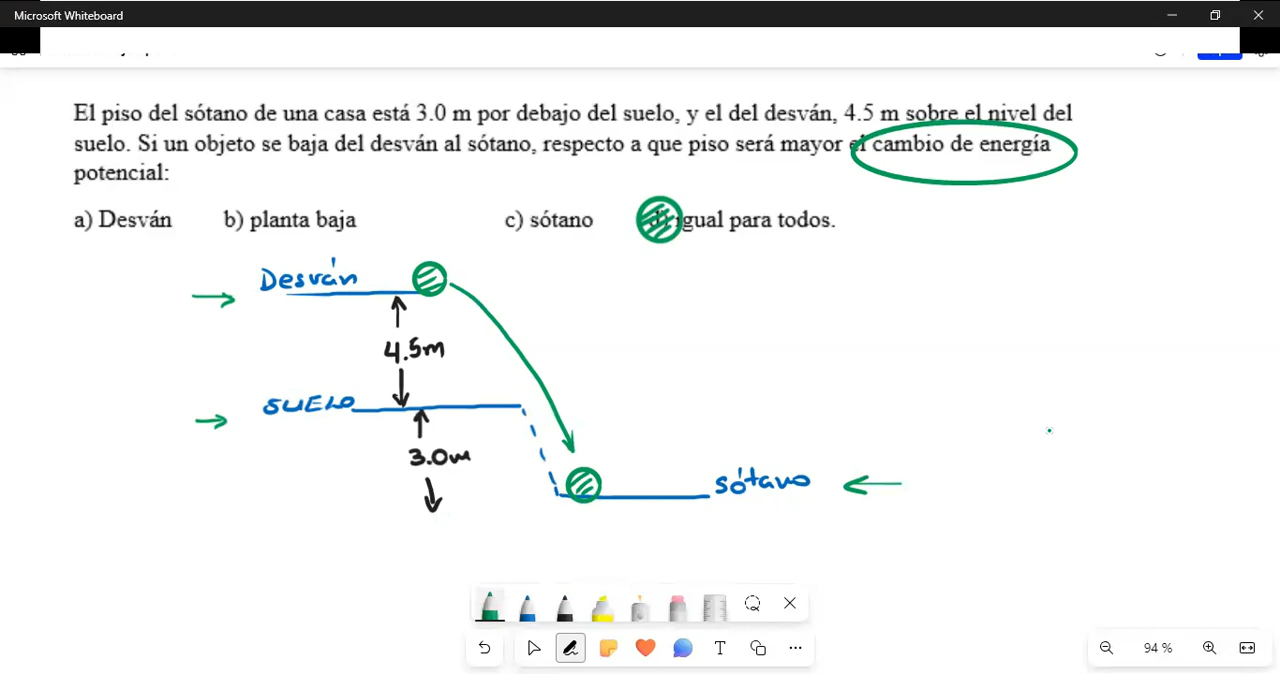 Microsoft Whiteboard
El piso del sótano de una casa está 3.0 m por debajo del suelo, y el del desván, 4.5 m sobre el nivel del
suelo. Si un objeto se baja del desván al sótano, respecto a que piso será mayor el cambio de energía
potencial:
a) Desván b) planta baja c) sótano d) igual para todos.
Desván
4.5m
SUELO
3.0m
sótano
T
94 %